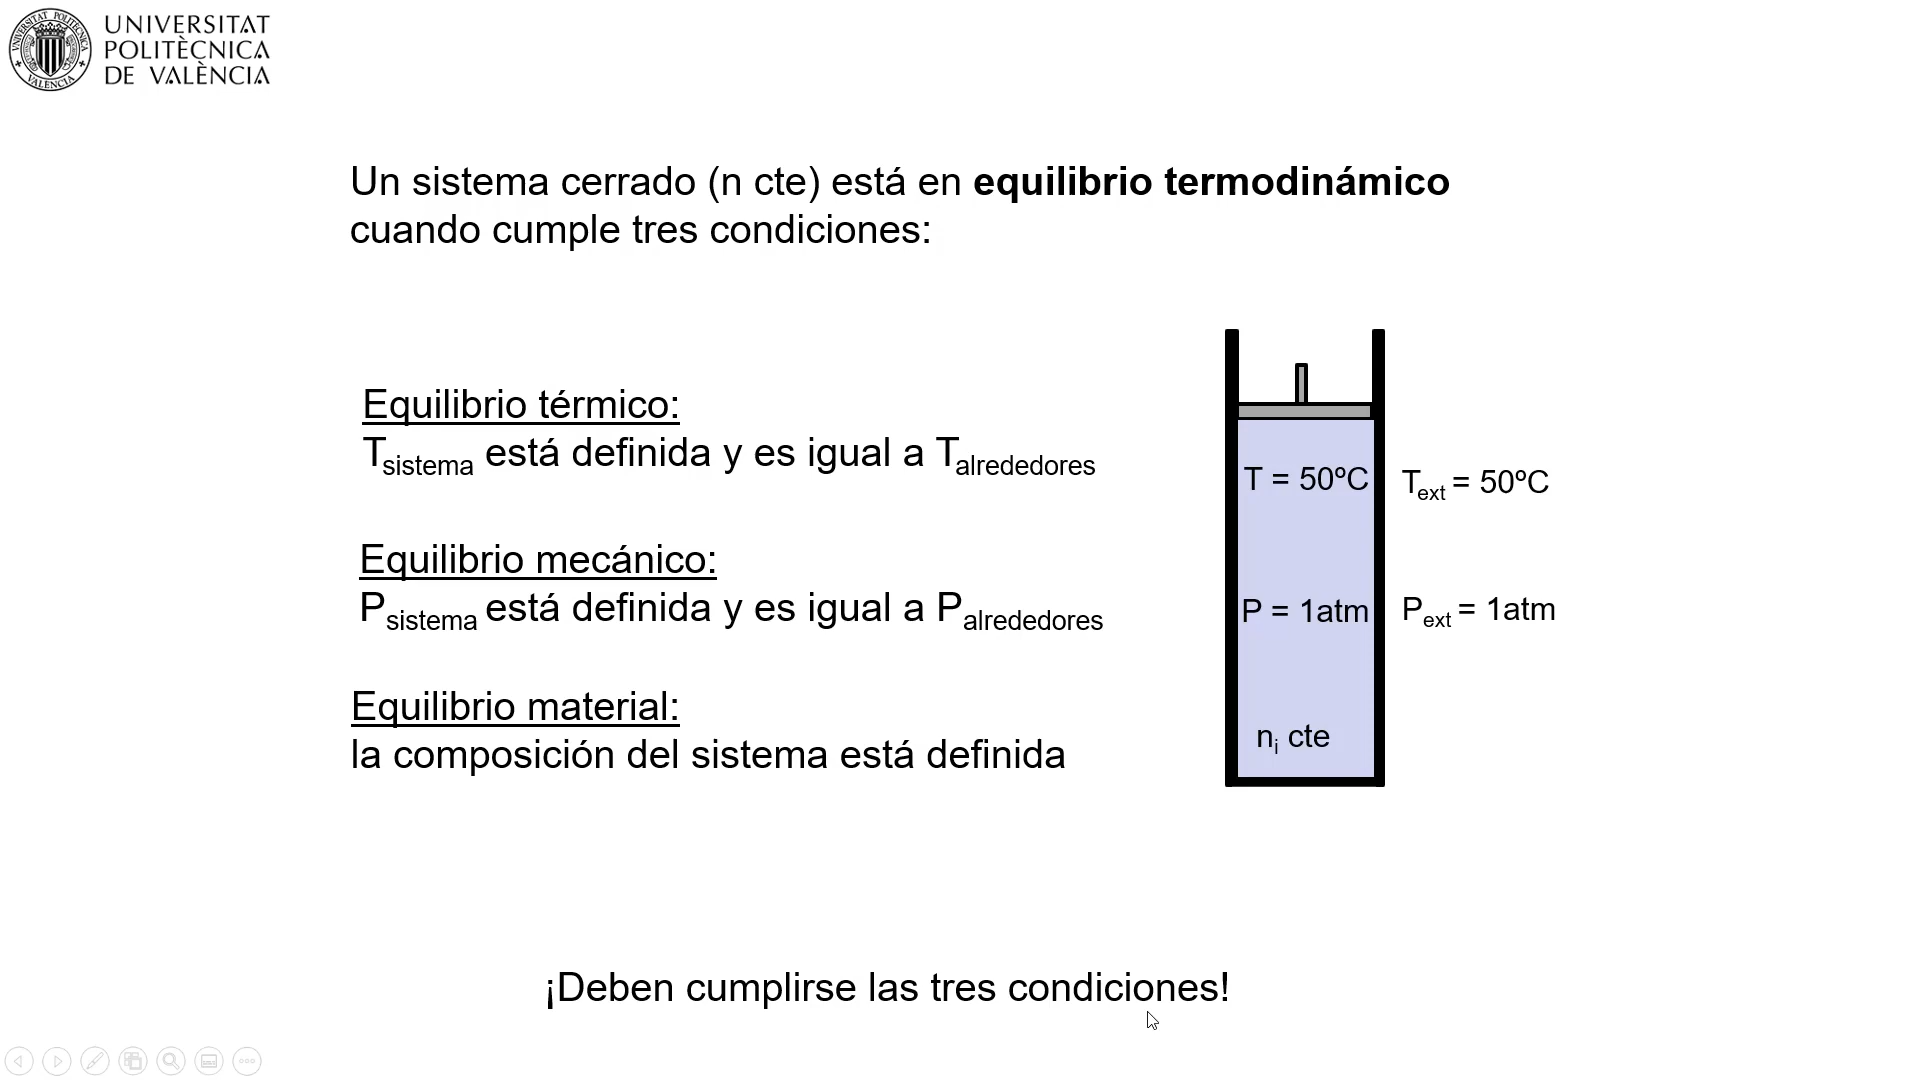 UNIVERSITAT
POLITÈCNICA
DE VALÈNCIA
Un sistema cerrado (n cte) está en equilibrio termodinámico
cuando cumple tres condiciones:
Equilibrio térmico:
Tsistema está definida y es igual a Talrededores
Equilibrio mecánico:
Psistema está definida y es igual a Palrededores
Equilibrio material:
la composición del sistema está definida
T = 50ºC
Text = 50ºC
P = 1atm
Pext = 1atm
ni cte
¡Deben cumplirse las tres condiciones!